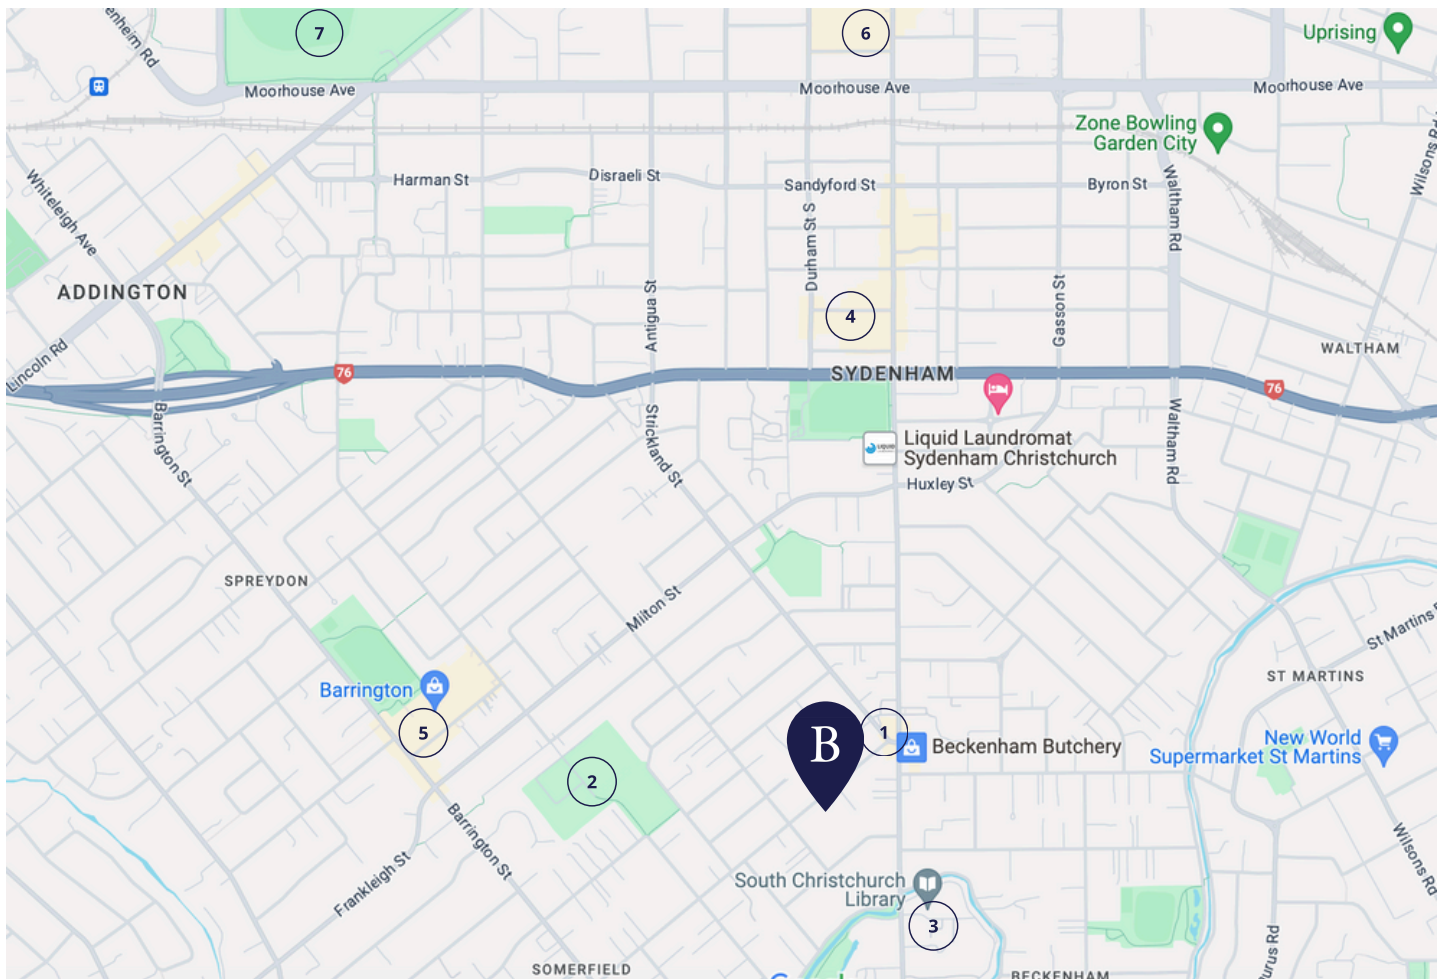 enheim Rd
7
6
Uprising
Moorhouse Ave
Moorhouse Ave
Moorhouse Ave
Zone Bowling
Garden City
Wilsons Rd
Whiteleigh Ave
Harman St
Disraeli St
Sandyford St
Byron St
Waltham Rd
Durham St S
ADDINGTON
Antigua St
4
Gasson St
WALTHAM
Lincoln Rd
76
SYDENHAM
76
Barrington St
Strickland St
Waltham Rd
LIQUID
Liquid Laundromat
Sydenham Christchurch
Huxley St
SPREYDON
Milton St
St Martins
ST MARTINS
Barrington
5
B
1
Beckenham Butchery
New World
Supermarket St Martins
2
Barrington St
Wilsons Rd
Frankleigh St
South Christchurch
Library
3
urus Rd
SOMERFIELD
BECKENHAM